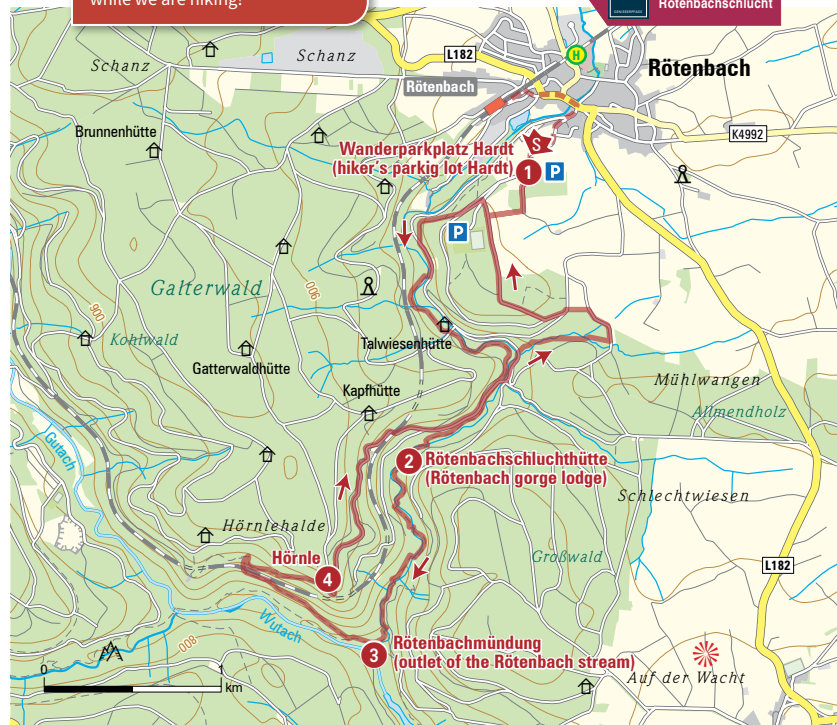 while we are hiking!
Rötenbachschlucht
Schanz
Schanz
L182
H
Rötenbach
Rötenbach
Brunnenhütte
K4992
Wanderparkplatz Hardt
(hiker s parkig lot Hardt)
S
1
P
P
Galterwald
900
900
Kohlwald
Talwiesenhütte
Gatterwaldhütte
Kapfhütte
Mühlwangen
Allmendholz
Gutach
2
Rötenbachschluchthütte
(Rötenbach gorge lodge)
Schlechtwiesen
Hörnlehalde
Großwald
Hörnle
4
L182
Wutach
800
3
Rötenbachmündung
(outlet of the Rötenbach stream)
Auf der Wacht
0
1
km